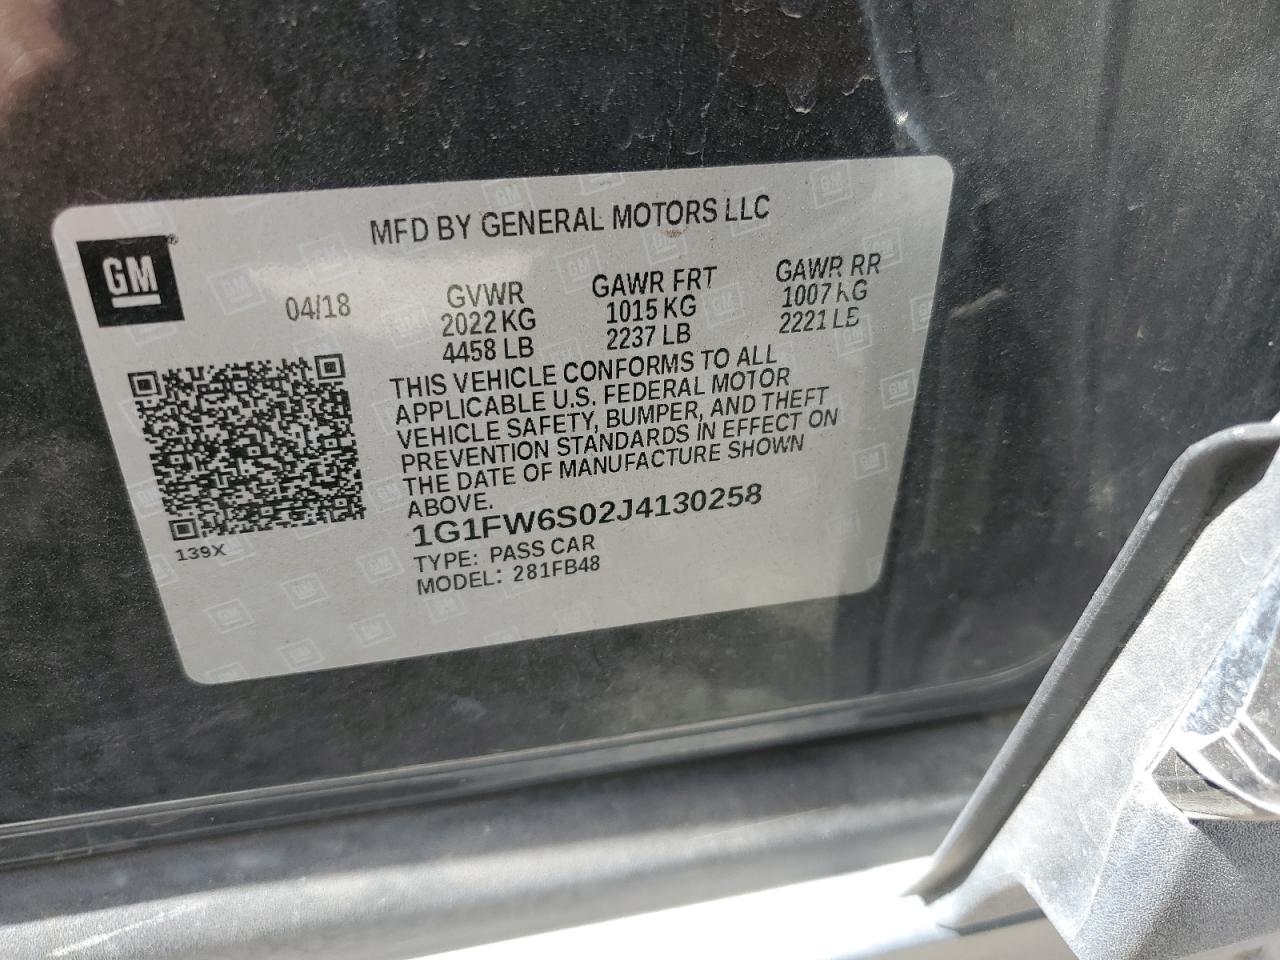 MFD BY GENERAL MOTORS LLC
GM
04/18
GVWR
2022 KG
4458 LB
GAWR FRT
1015 KG
2237 LB
GAWR RR
1007 KG
2221 LB
THIS VEHICLE CONFORMS TO ALL
APPLICABLE U.S. FEDERAL MOTOR
VEHICLE SAFETY, BUMPER, AND THEFT
PREVENTION STANDARDS IN EFFECT ON
THE DATE OF MANUFACTURE SHOWN
ABOVE.
1G1FW6S02J4130258
TYPE: PASS CAR
MODEL: 281FB48
139X